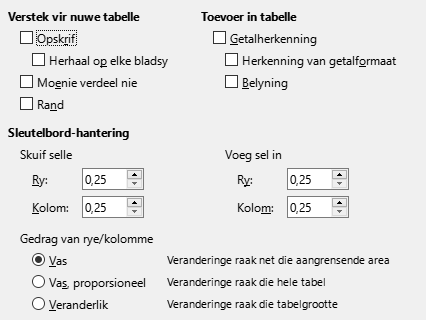 Verstek vir nuwe tabelle
Opskrif
Herhaal op elke bladsy
Moenie verdeel nie
Rand
Toevoer in tabelle
Getalherkenning
Herkenning van getalformaat
Belyning
Sleutelbord-hantering
Skuif selle
Ry: 0,25
Kolom: 0,25
Voeg sel in
Ry: 0,25
Kolom: 0,25
Gedrag van rye/kolomme
Vas Veranderinge raak net die aangrensende area
Vas, proporsioneel Veranderinge raak die hele tabel
Veranderlik Veranderinge raak die tabelgrootte